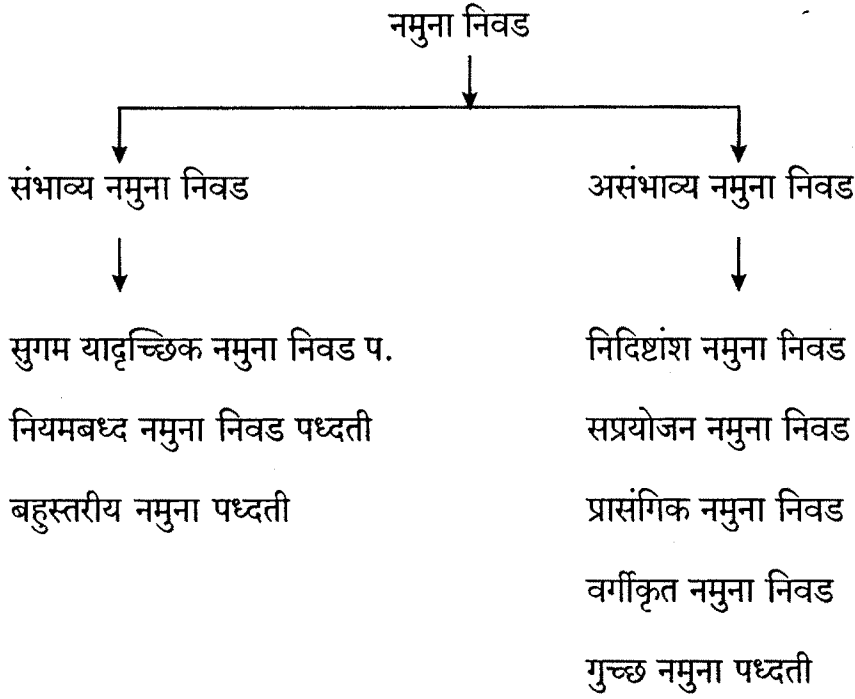 नमुना निवड
संभाव्य नमुना निवड
असंभाव्य नमुना निवड
सुगम यादृच्छिक नमुना निवड प.
नियमबध्द नमुना निवड पध्दती
बहुस्तरीय नमुना पध्दती
निदिष्टांश नमुना निवड
सप्रयोजन नमुना निवड
प्रासंगिक नमुना निवड
वर्गीकृत नमुना निवड
गुच्छ नमुना पध्दती